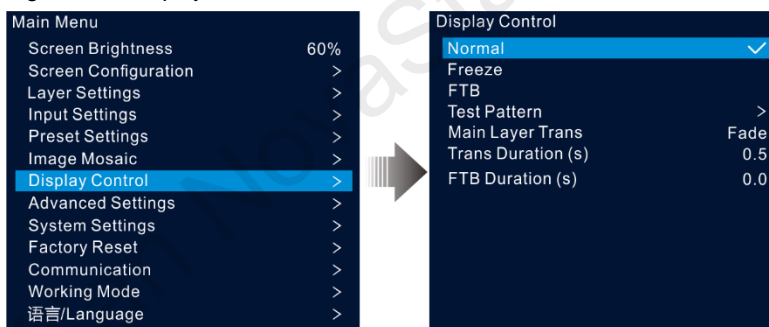 Main Menu
Screen Brightness 60%
Screen Configuration >
Layer Settings >
Input Settings >
Preset Settings >
Image Mosaic >
Display Control >
Advanced Settings >
System Settings >
Factory Reset >
Communication >
Working Mode >
语言/Language >
Display Control
Normal ✓
Freeze
FTB
Test Pattern >
Main Layer Trans Fade
Trans Duration (s) 0.5
FTB Duration (s) 0.0